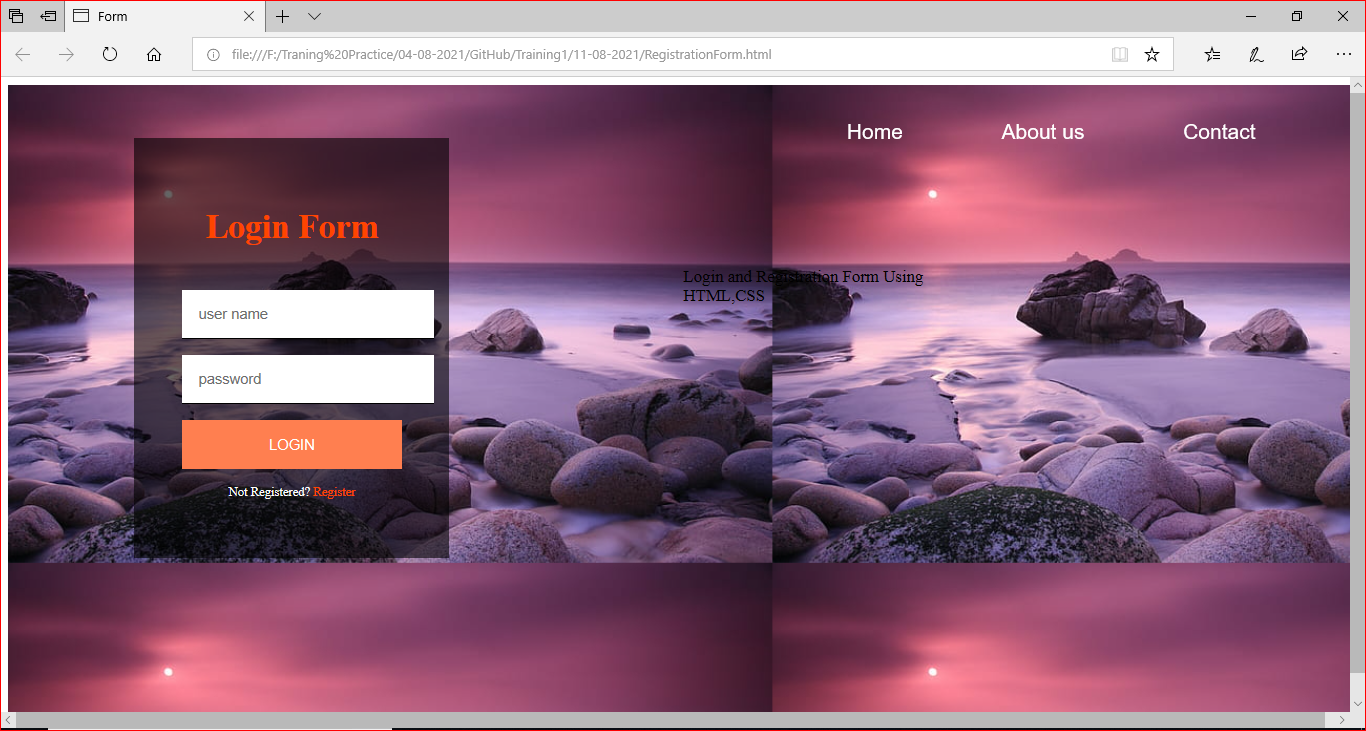 Form
file:///F:/Traning%20Practice/04-08-2021/GitHub/Training1/11-08-2021/RegistrationForm.html
Home About us Contact
Login Form
Login and Registration Form Using
HTML,CSS
user name
password
LOGIN
Not Registered? Register